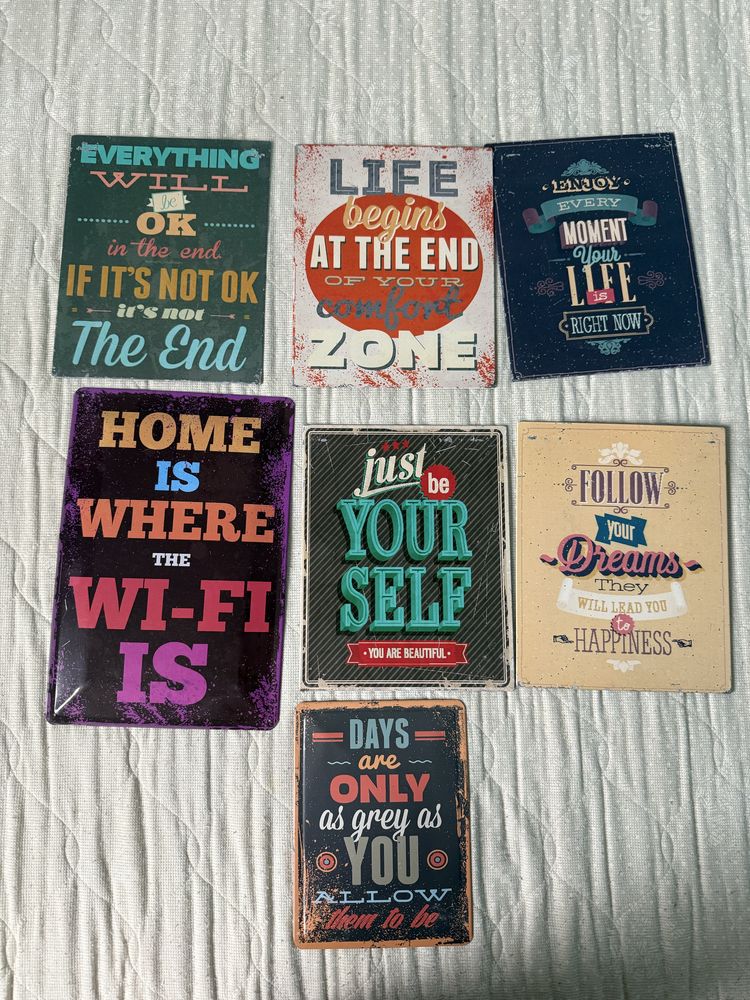 EVERYTHING
WILL
be
OK
in the end.
IF IT'S NOT OK
it's not
The End
LIFE
begins
AT THE END
OF YOUR
comfort
ZONE
ENJOY
EVERY
MOMENT
Your
LIFE
is
RIGHT NOW
HOME
IS
WHERE
THE
WI-FI
IS
just
be
YOUR
SELF
• YOU ARE BEAUTIFUL •
FOLLOW
your
Dreams
They
WILL LEAD YOU
to
HAPPINESS
DAYS
are
ONLY
as grey as
YOU
ALLOW
them to be